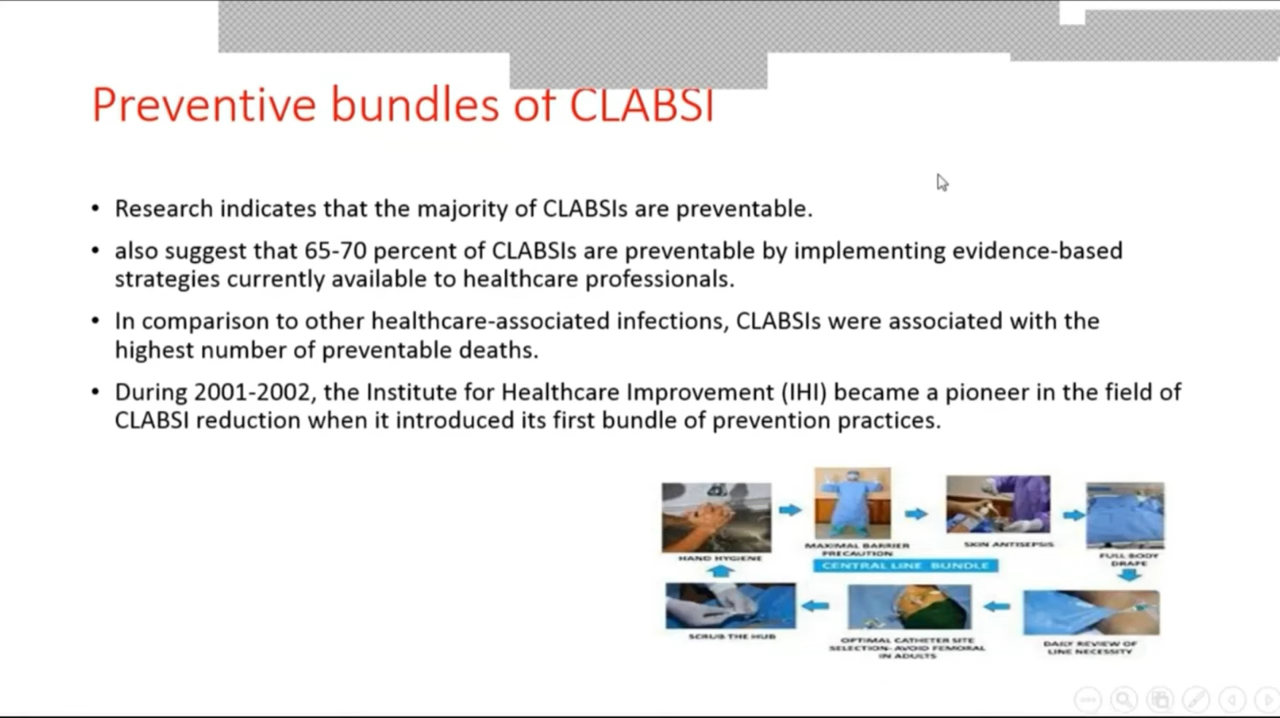 Preventive bundles of CLABSI
• Research indicates that the majority of CLABSIs are preventable.
• also suggest that 65-70 percent of CLABSIs are preventable by implementing evidence-based
strategies currently available to healthcare professionals.
• In comparison to other healthcare-associated infections, CLABSIs were associated with the
highest number of preventable deaths.
• During 2001-2002, the Institute for Healthcare Improvement (IHI) became a pioneer in the field of
CLABSI reduction when it introduced its first bundle of prevention practices.
HAND HYGIENE
MAXIMAL BARRIER
PRECAUTION
SKIN ANTISEPSIS
FULL BODY
DRAPE
CENTRAL LINE BUNDLE
SCRUB THE HUB
OPTIMAL CATHETER SITE
SELECTION- AVOID FEMORAL
IN ADULTS
DAILY REVIEW OF
LINE NECESSITY